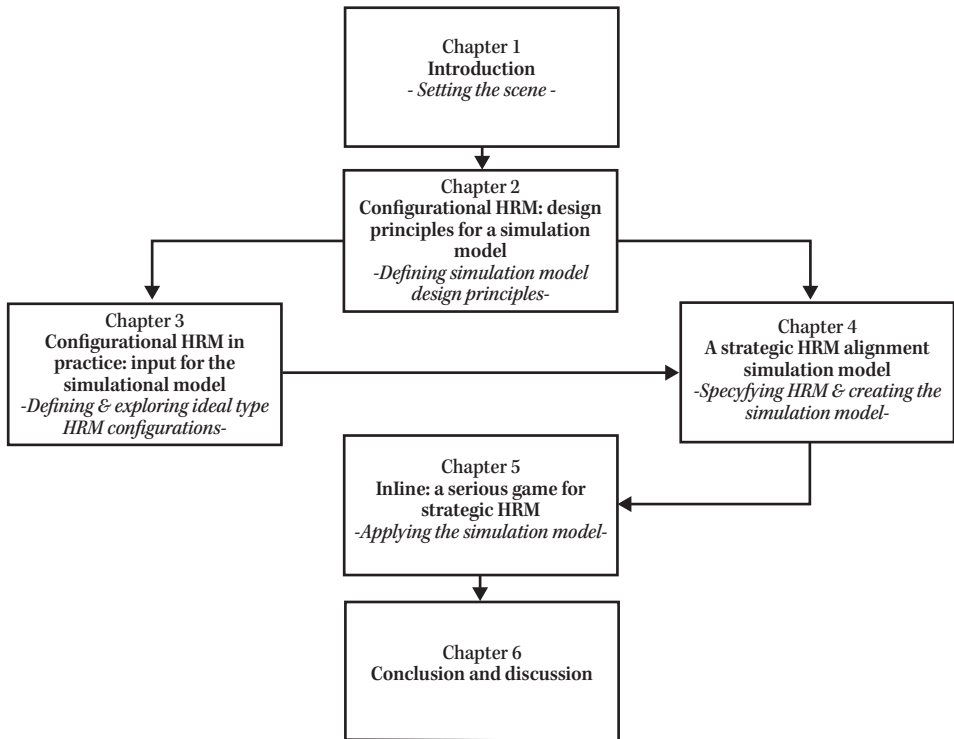 Chapter 1
Introduction
- Setting the scene -
Chapter 2
Configurational HRM: design
principles for a simulation
model
-Defining simulation model
design principles-
Chapter 3
Configurational HRM in
practice: input for the
simulational model
-Defining & exploring ideal type
HRM configurations-
Chapter 4
A strategic HRM alignment
simulation model
-Specyfying HRM & creating the
simulation model-
Chapter 5
InIine: a serious game for
strategic HRM
-Applying the simulation model-
Chapter 6
Conclusion and discussion